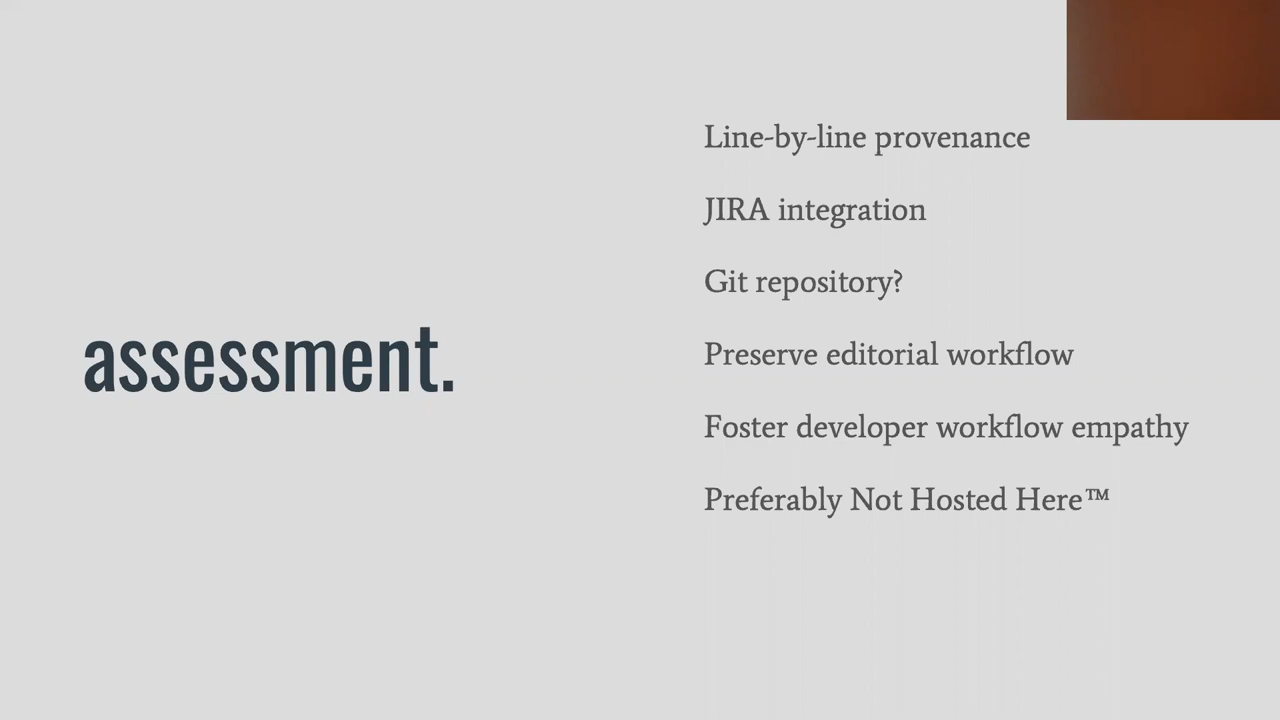 assessment.
Line-by-line provenance
JIRA integration
Git repository?
Preserve editorial workflow
Foster developer workflow empathy
Preferably Not Hosted Here™